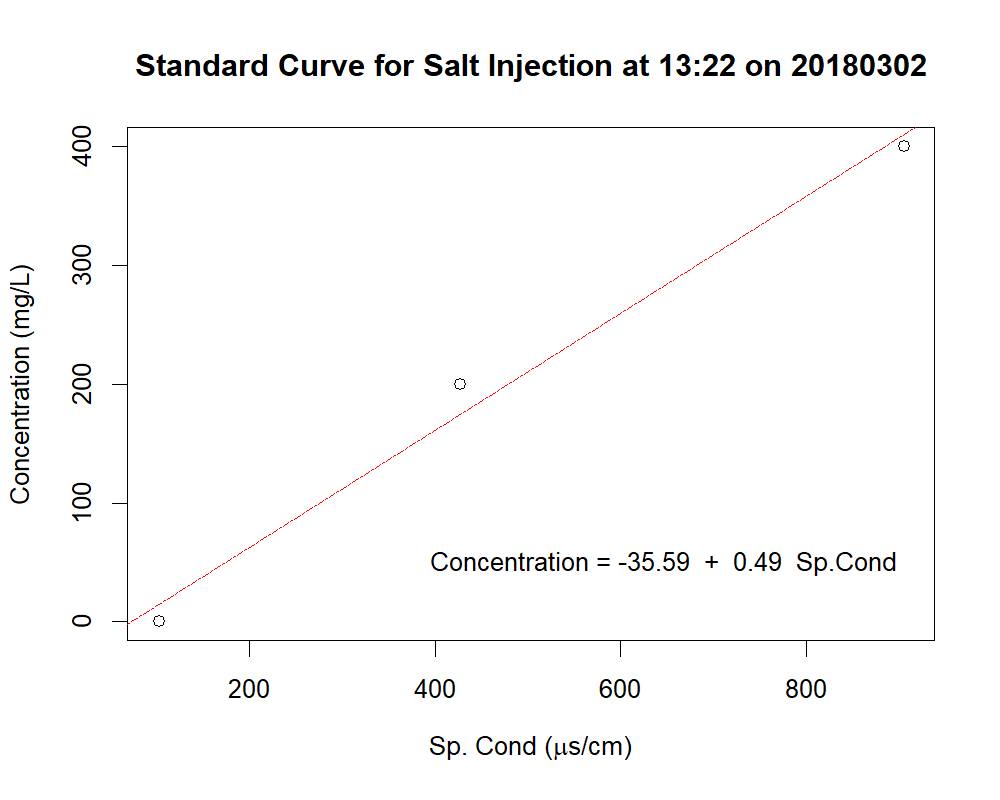 Standard Curve for Salt Injection at 13:22 on 20180302
400
300
200
100
0
Concentration (mg/L)
Concentration = -35.59 + 0.49 Sp.Cond
200 400 600 800
Sp. Cond (μs/cm)